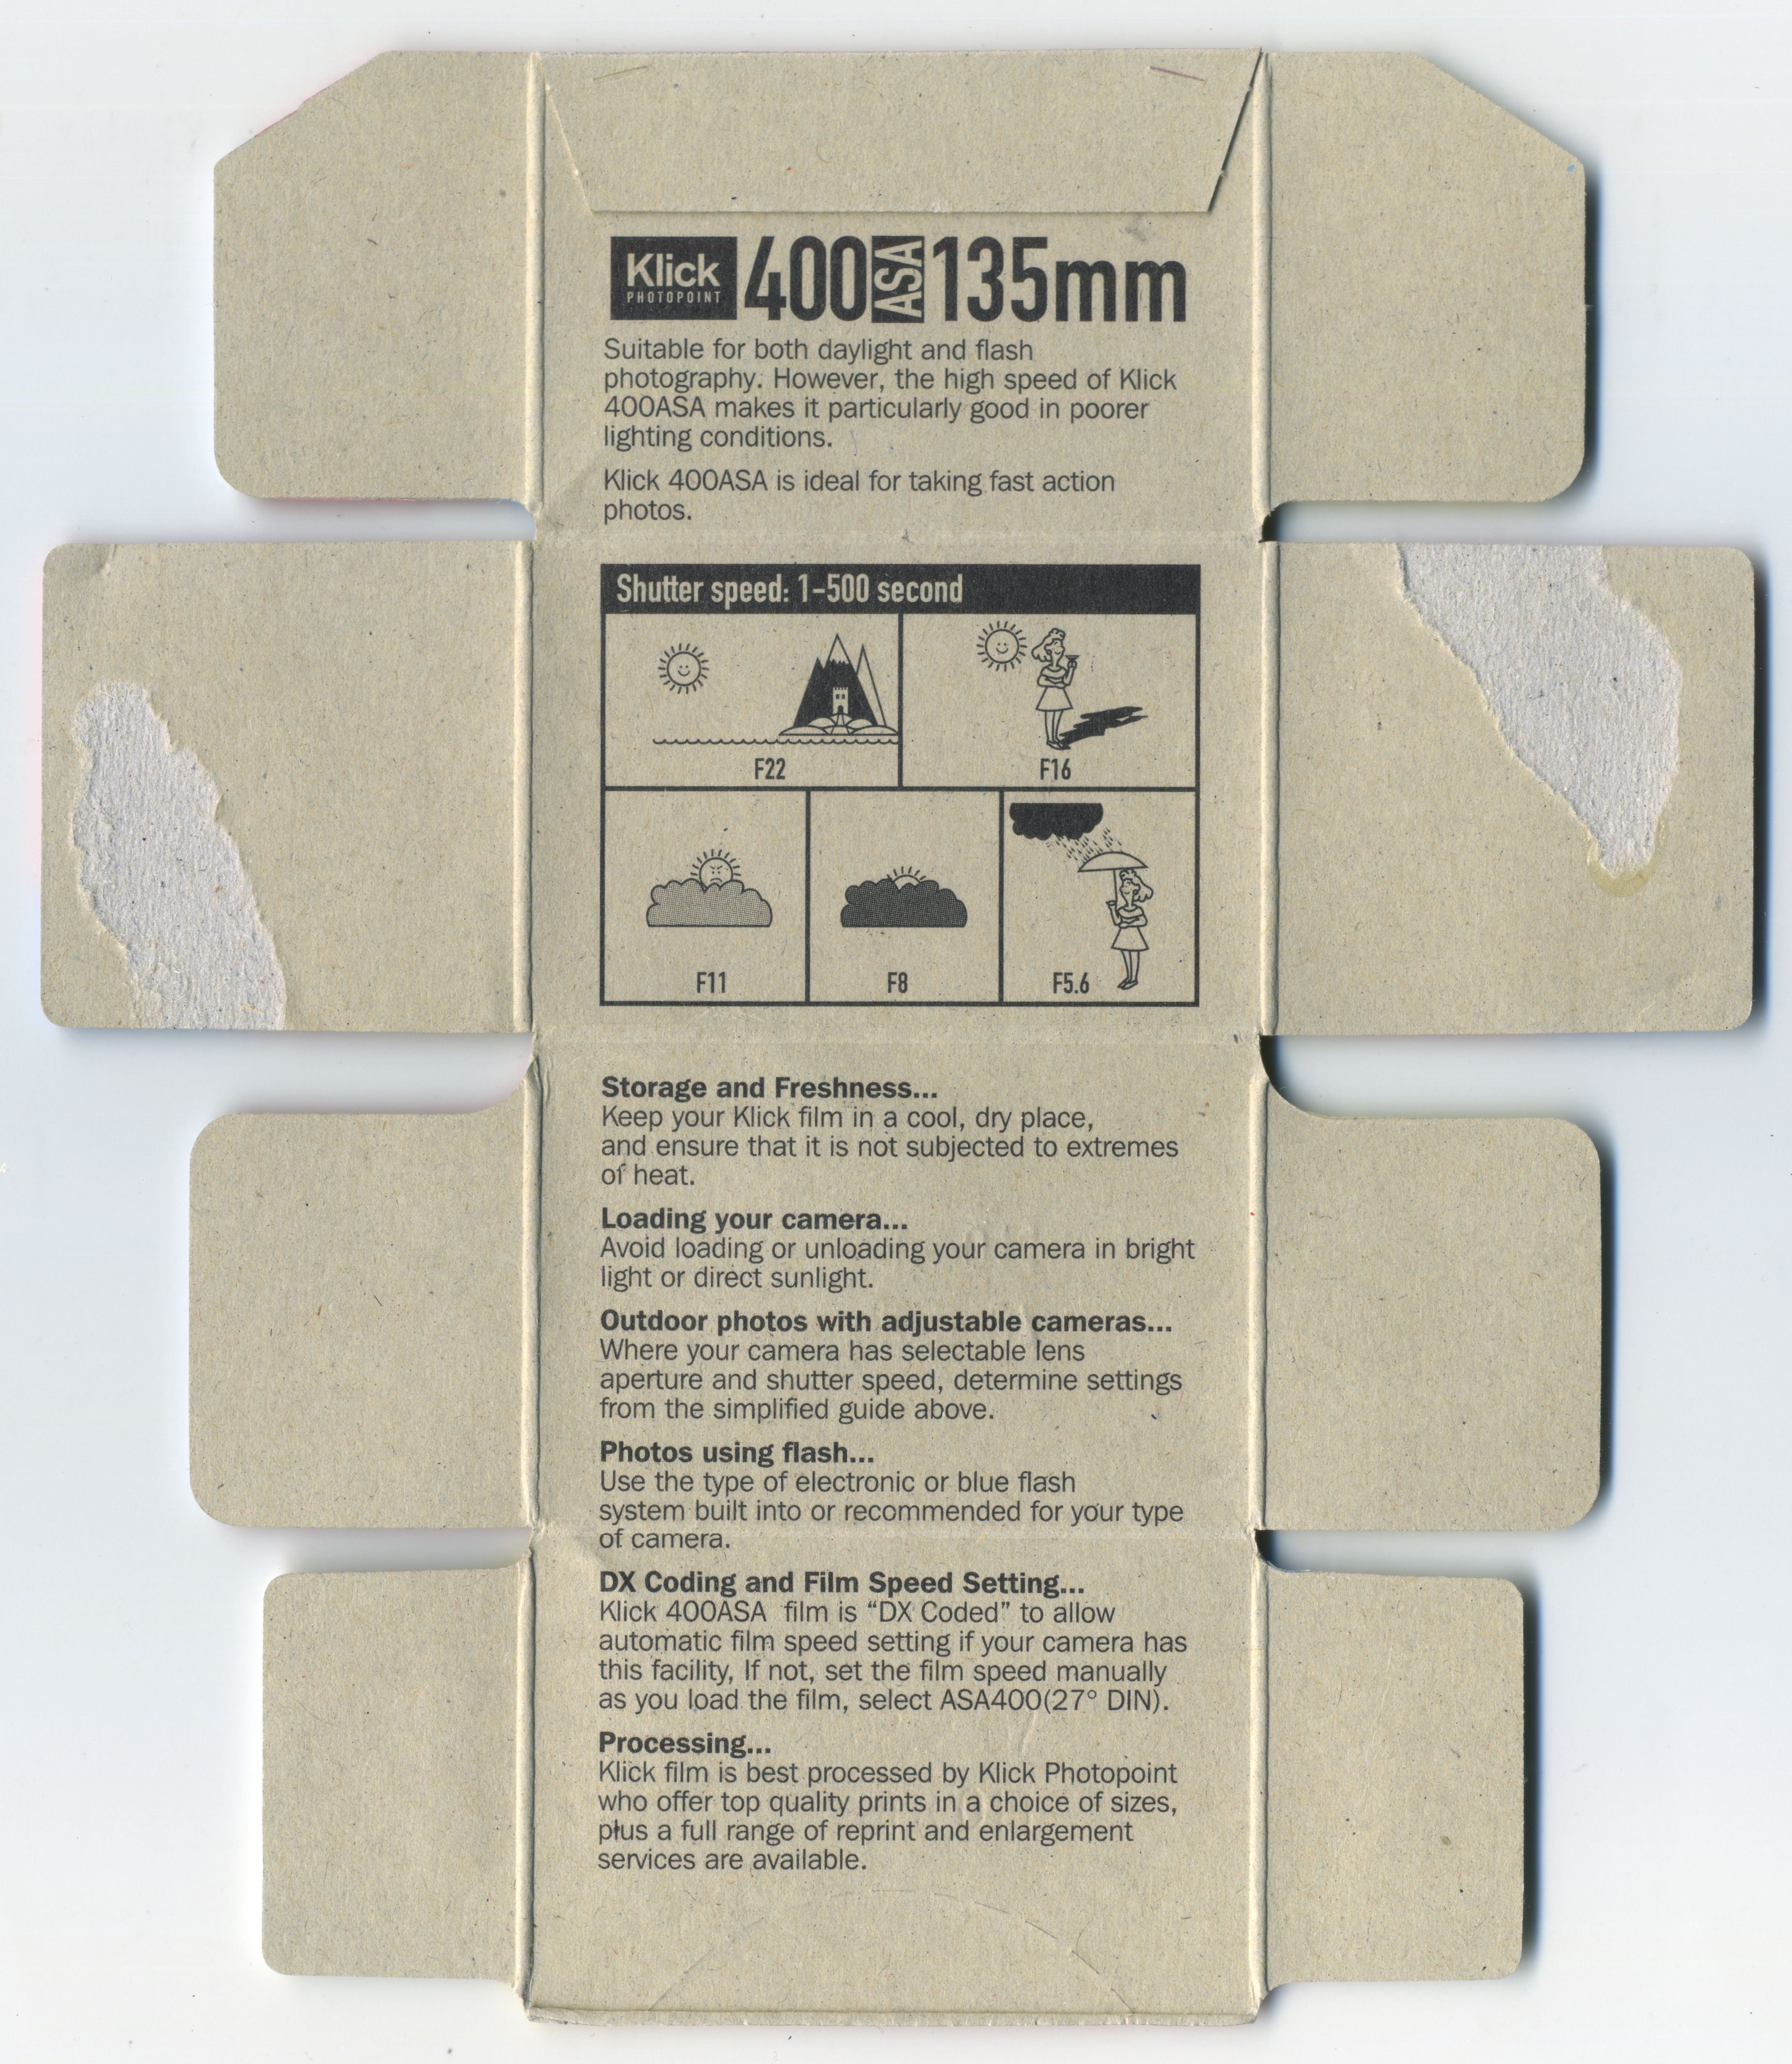 Klick
PHOTOPOINT
400 ASA 135mm
Suitable for both daylight and flash
photography. However, the high speed of Klick
400ASA makes it particularly good in poorer
lighting conditions.
Klick 400ASA is ideal for taking fast action
photos.
Shutter speed: 1-500 second
F22
F16
F11
F8
F5.6
Storage and Freshness...
Keep your Klick film in a cool, dry place,
and ensure that it is not subjected to extremes
of heat.
Loading your camera...
Avoid loading or unloading your camera in bright
light or direct sunlight.
Outdoor photos with adjustable cameras...
Where your camera has selectable lens
aperture and shutter speed, determine settings
from the simplified guide above.
Photos using flash...
Use the type of electronic or blue flash
system built into or recommended for your type
of camera.
DX Coding and Film Speed Setting...
Klick 400ASA  film is “DX Coded” to allow
automatic film speed setting if your camera has
this facility, If not, set the film speed manually
as you load the film, select ASA400(27° DIN).
Processing...
Klick film is best processed by Klick Photopoint
who offer top quality prints in a choice of sizes,
plus a full range of reprint and enlargement
services are available.